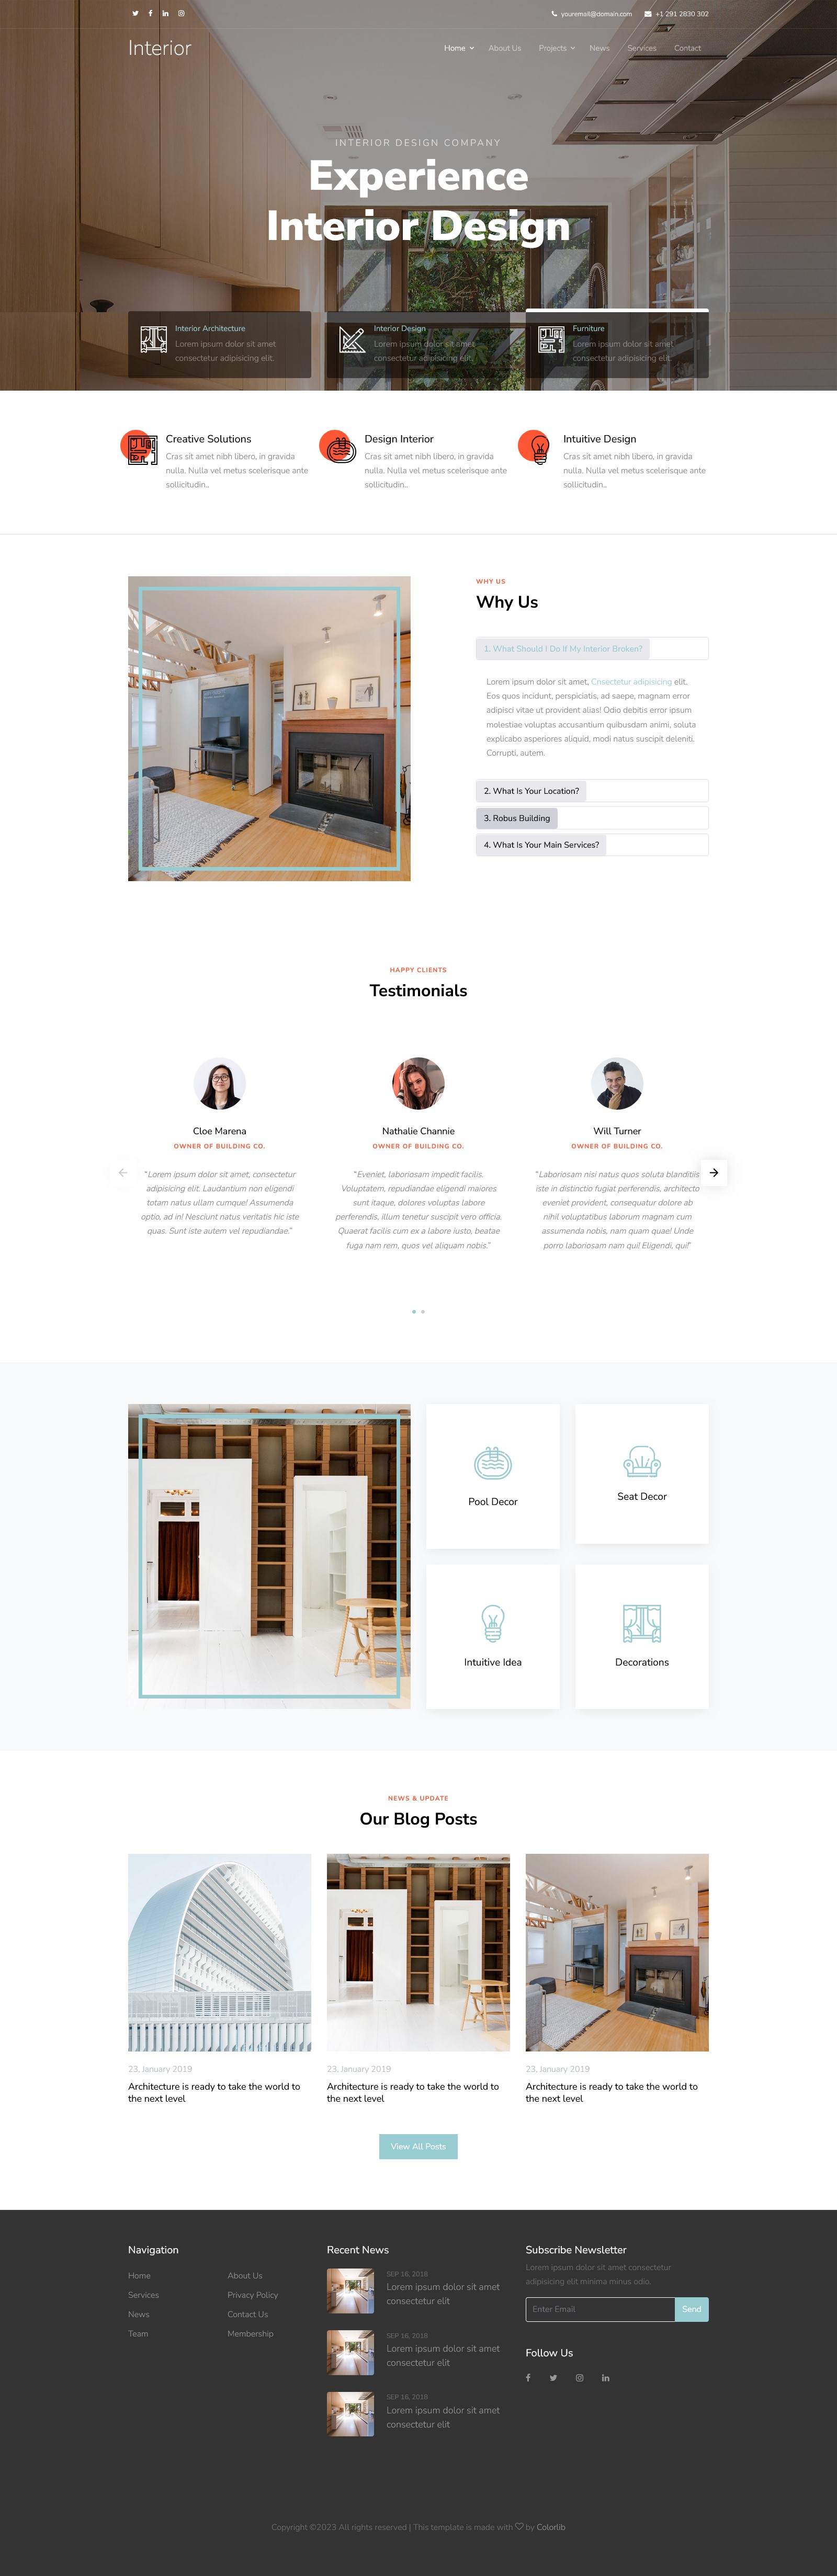 youremail@domain.com +1 291 2830 302
Interior
Home About Us Projects News Services Contact
INTERIOR DESIGN COMPANY
Experience
Interior Design
Interior Architecture
Lorem ipsum dolor sit amet
consectetur adipisicing elit.
Interior Design
Lorem ipsum dolor sit amet
consectetur adipisicing elit.
Furniture
Lorem ipsum dolor sit amet
consectetur adipisicing elit.
Creative Solutions
Cras sit amet nibh libero, in gravida
nulla. Nulla vel metus scelerisque ante
sollicitudin..
Design Interior
Cras sit amet nibh libero, in gravida
nulla. Nulla vel metus scelerisque ante
sollicitudin..
Intuitive Design
Cras sit amet nibh libero, in gravida
nulla. Nulla vel metus scelerisque ante
sollicitudin..
WHY US
Why Us
1. What Should I Do If My Interior Broken?
Lorem ipsum dolor sit amet, Cnsectetur adipisicing elit.
Eos quos incidunt, perspiciatis, ad saepe, magnam error
adipisci vitae ut provident alias! Odio debitis error ipsum
molestiae voluptas accusantium quibusdam animi, soluta
explicabo asperiores aliquid, modi natus suscipit deleniti.
Corrupti, autem.
2. What Is Your Location?
3. Robus Building
4. What Is Your Main Services?
HAPPY CLIENTS
Testimonials
Cloe Marena
OWNER OF BUILDING CO.
“Lorem ipsum dolor sit amet, consectetur
adipisicing elit. Laudantium non eligendi
totam natus ullam cumque! Assumenda
optio, ad in! Nesciunt natus veritatis hic iste
quas. Sunt iste autem vel repudiandae.”
Nathalie Channie
OWNER OF BUILDING CO.
“Eveniet, laboriosam impedit facilis.
Voluptatem, repudiandae eligendi maiores
sunt itaque, dolores voluptas labore
perferendis, illum tenetur suscipit vero officia.
Quaerat facilis cum ex a labore iusto, beatae
fuga nam rem, quos vel aliquam nobis.”
Will Turner
OWNER OF BUILDING CO.
“Laboriosam nisi natus quos soluta blanditiis
iste in distinctio fugiat perferendis, architecto
eveniet provident, consequatur dolore ab
nihil voluptatibus laborum magnam cum
assumenda nobis, nam quam quae! Unde
porro laboriosam nam qui! Eligendi, qui!”
Pool Decor
Seat Decor
Intuitive Idea
Decorations
NEWS & UPDATE
Our Blog Posts
23, January 2019
Architecture is ready to take the world to
the next level
23, January 2019
Architecture is ready to take the world to
the next level
23, January 2019
Architecture is ready to take the world to
the next level
View All Posts
Navigation
Home
Services
News
Team
About Us
Privacy Policy
Contact Us
Membership
Recent News
SEP 16, 2018
Lorem ipsum dolor sit amet
consectetur elit
SEP 16, 2018
Lorem ipsum dolor sit amet
consectetur elit
SEP 16, 2018
Lorem ipsum dolor sit amet
consectetur elit
Subscribe Newsletter
Lorem ipsum dolor sit amet consectetur
adipisicing elit minima minus odio.
Enter Email Send
Follow Us
Copyright ©2023 All rights reserved | This template is made with ♡ by Colorlib